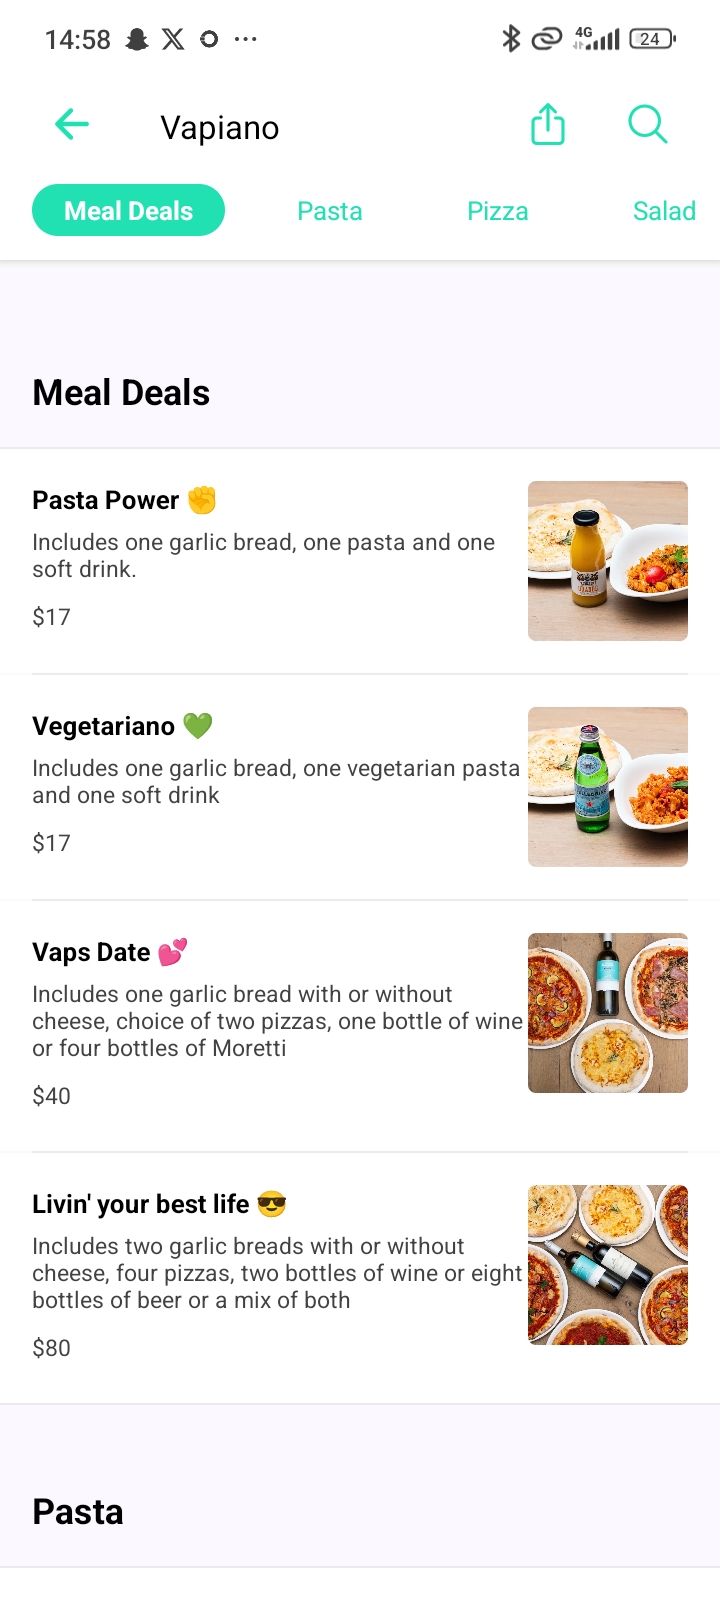 14:58
4G
24
Vapiano
Meal Deals
Pasta
Pizza
Salad
Meal Deals
Pasta Power ✊
Includes one garlic bread, one pasta and one
soft drink.
$17
Vegetariano 💚
Includes one garlic bread, one vegetarian pasta
and one soft drink
$17
Vaps Date 💕
Includes one garlic bread with or without
cheese, choice of two pizzas, one bottle of wine
or four bottles of Moretti
$40
Livin' your best life 😎
Includes two garlic breads with or without
cheese, four pizzas, two bottles of wine or eight
bottles of beer or a mix of both
$80
Pasta